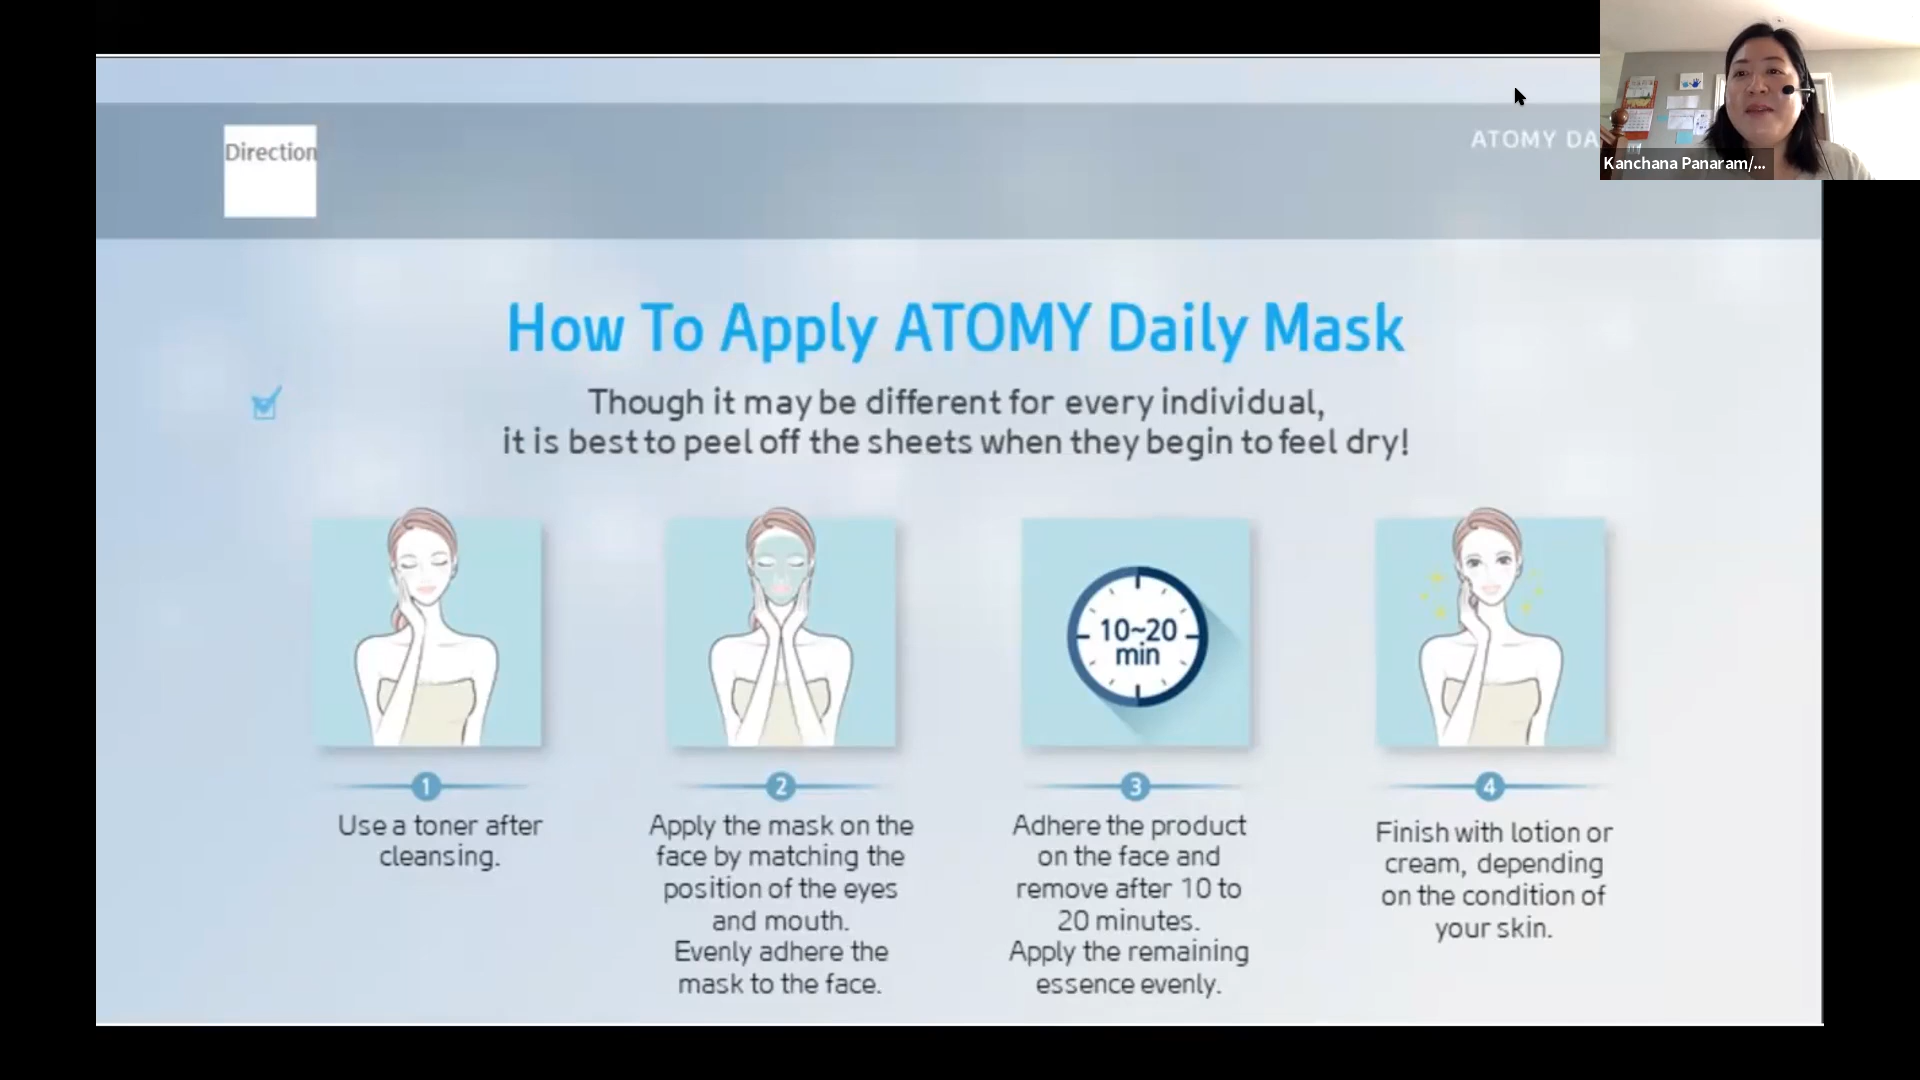 Direction
ATOMY
Kanchana Panaram/...
How To Apply ATOMY Daily Mask
Though it may be different for every individual,
it is best to peel off the sheets when they begin to feel dry!
10~20
min
1
2
3
4
Use a toner after
cleansing.
Apply the mask on the
face by matching the
position of the eyes
and mouth.
Evenly adhere the
mask to the face.
Adhere the product
on the face and
remove after 10 to
20 minutes.
Apply the remaining
essence evenly.
Finish with lotion or
cream, depending
on the condition of
your skin.